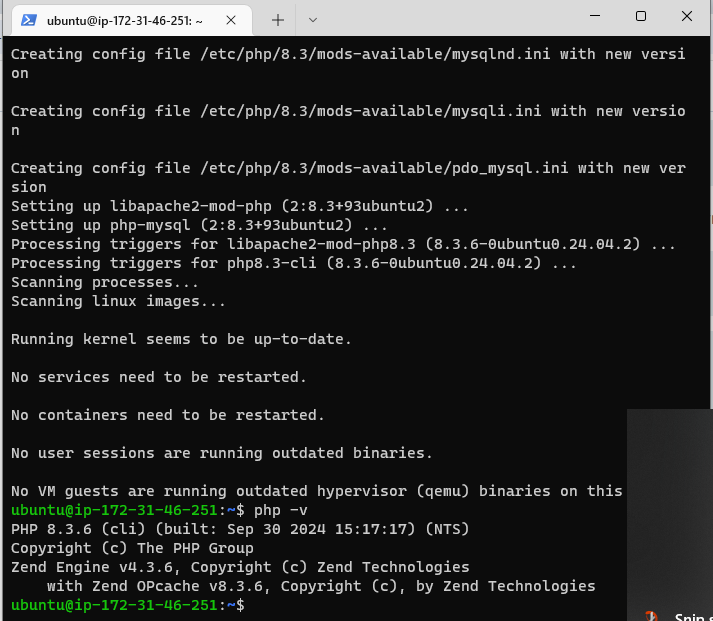 ubuntu@ip-172-31-46-251: ~
Creating config file /etc/php/8.3/mods-available/mysqlnd.ini with new versi
on
Creating config file /etc/php/8.3/mods-available/mysqli.ini with new versio
n
Creating config file /etc/php/8.3/mods-available/pdo_mysql.ini with new ver
sion
Setting up libapache2-mod-php (2:8.3+93ubuntu2) ...
Setting up php-mysql (2:8.3+93ubuntu2) ...
Processing triggers for libapache2-mod-php8.3 (8.3.6-0ubuntu0.24.04.2) ...
Processing triggers for php8.3-cli (8.3.6-0ubuntu0.24.04.2) ...
Scanning processes...
Scanning linux images...
Running kernel seems to be up-to-date.
No services need to be restarted.
No containers need to be restarted.
No user sessions are running outdated binaries.
No VM guests are running outdated hypervisor (qemu) binaries on this
ubuntu@ip-172-31-46-251:~$ php -v
PHP 8.3.6 (cli) (built: Sep 30 2024 15:17:17) (NTS)
Copyright (c) The PHP Group
Zend Engine v4.3.6, Copyright (c) Zend Technologies
    with Zend OPcache v8.3.6, Copyright (c), by Zend Technologies
ubuntu@ip-172-31-46-251:~$
Snip